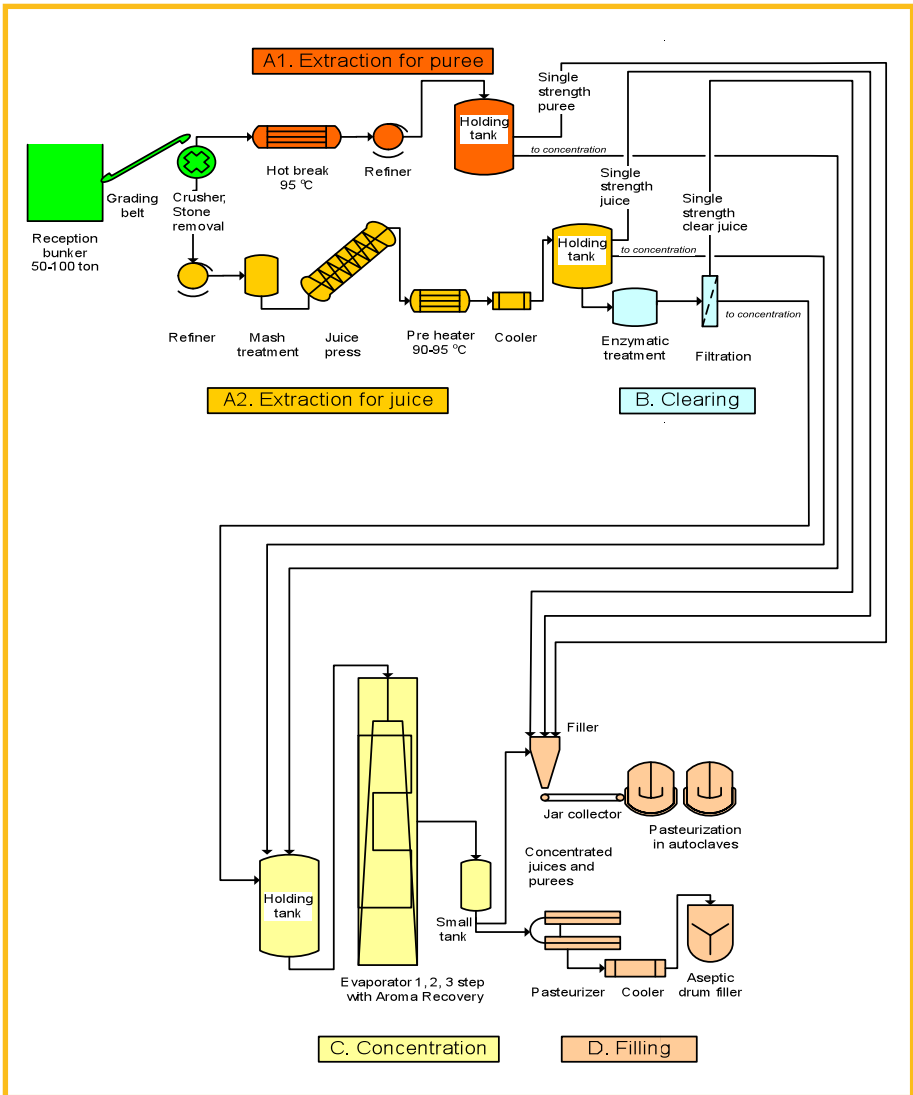 A1. Extraction for puree
Single
strength
puree
Holding
tank
to concentration
Hot break
95 °C
Refiner
Grading
belt
Crusher,
Stone
removal
Reception
bunker
50-100 ton
Single
strength
juice
Single
strength
clear juice
Holding
tank
to concentration
to concentration
Refiner
Mash
treatment
Juice
press
Pre heater
90-95 °C
Cooler
Enzymatic
treatment
Filtration
A2. Extraction for juice
B. Clearing
Filler
Jar collector
Pasteurization
in autoclaves
Concentrated
juices and
purees
Holding
tank
Small
tank
Evaporator 1, 2, 3 step
with Aroma Recovery
Pasteurizer
Cooler
Aseptic
drum filler
C. Concentration
D. Filling